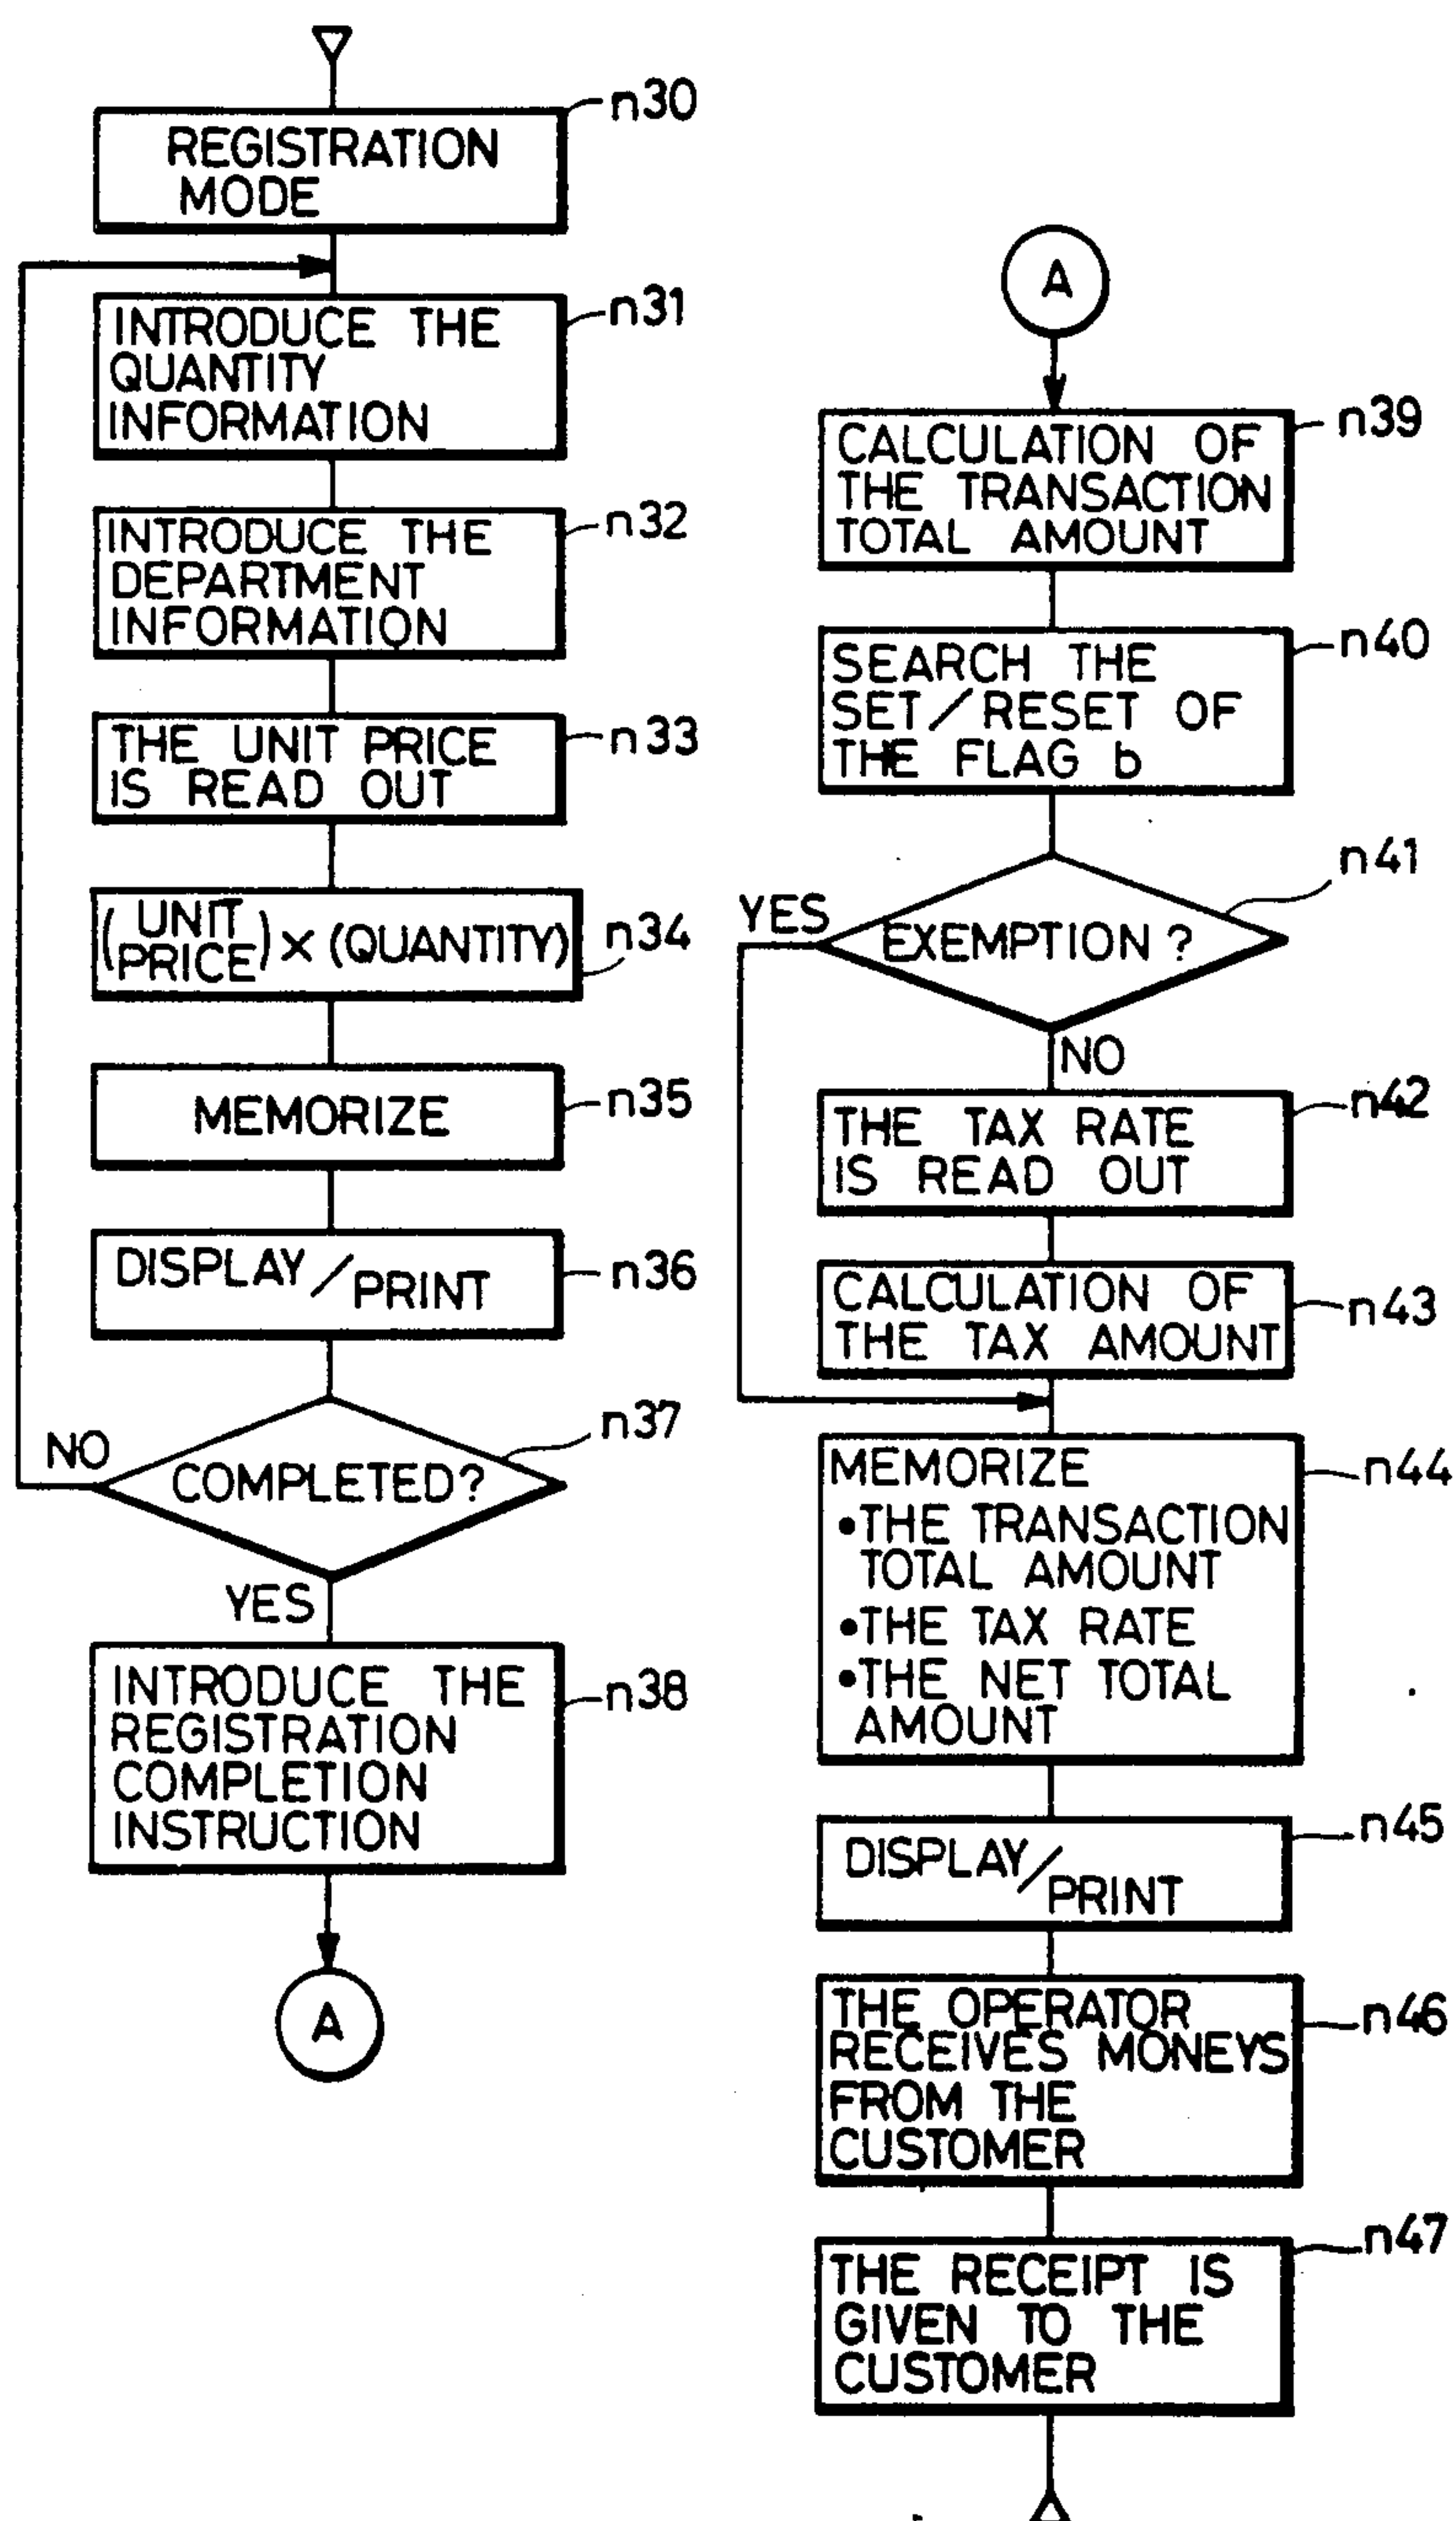 n30
REGISTRATION
MODE
n31
INTRODUCE THE
QUANTITY
INFORMATION
n32
INTRODUCE THE
DEPARTMENT
INFORMATION
n33
THE UNIT PRICE
IS READ OUT
n34
(UNIT
PRICE) × (QUANTITY)
n35
MEMORIZE
n36
DISPLAY/PRINT
n37
COMPLETED?
NO
YES
n38
INTRODUCE THE
REGISTRATION
COMPLETION
INSTRUCTION
A
A
n39
CALCULATION OF
THE TRANSACTION
TOTAL AMOUNT
n40
SEARCH THE
SET/RESET OF
THE FLAG b
n41
YES
EXEMPTION?
NO
n42
THE TAX RATE
IS READ OUT
n43
CALCULATION OF
THE TAX AMOUNT
n44
MEMORIZE
•THE TRANSACTION
TOTAL AMOUNT
•THE TAX RATE
•THE NET TOTAL
AMOUNT
n45
DISPLAY/PRINT
n46
THE OPERATOR
RECEIVES MONEYS
FROM THE
CUSTOMER
n47
THE RECEIPT IS
GIVEN TO THE
CUSTOMER